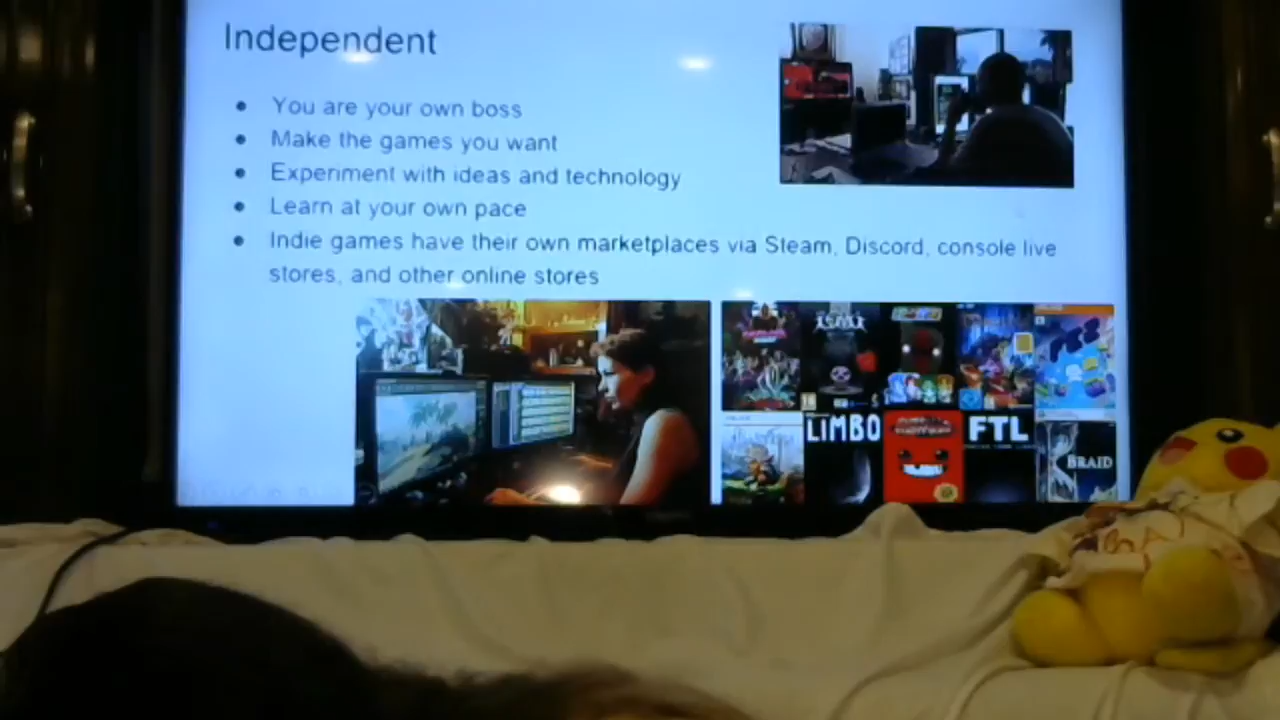 Independent
You are your own boss
Make the games you want
Experiment with ideas and technology
Learn at your own pace
Indie games have their own marketplaces via Steam, Discord, console live
stores, and other online stores
FEZ
LIMBO
FTL
BRAID